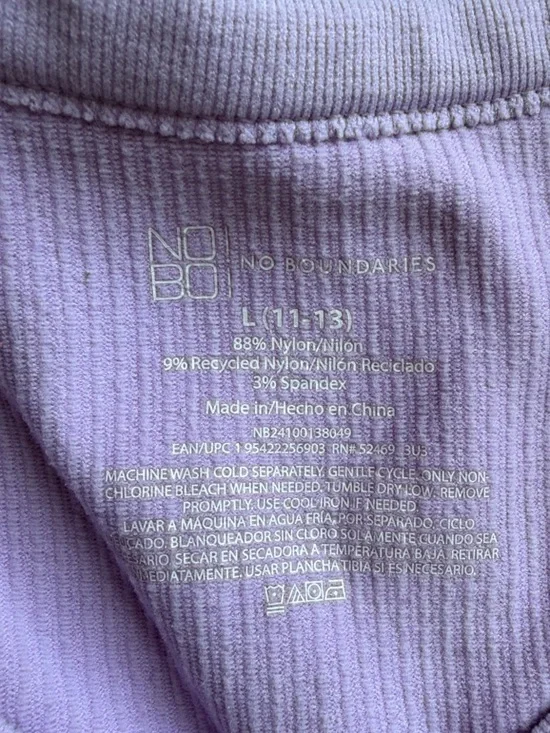 NO
BO
NO BOUNDARIES
L (11-13)
88% Nylon/Nilón
9% Recycled Nylon/Nilón Reciclado
3% Spandex
Made in/Hecho en China
NB24100138049
EAN/UPC 1 95422256903 RN# 52469 3U3
MACHINE WASH COLD SEPARATELY. GENTLE CYCLE. ONLY NON-
CHLORINE BLEACH WHEN NEEDED. TUMBLE DRY LOW. REMOVE
PROMPTLY. USE COOL IRON IF NEEDED.
LAVAR A MÁQUINA EN AGUA FRÍA, POR SEPARADO, CICLO
BLANQUEADOR SIN CLORO SOLAMENTE CUANDO SEA
SECAR EN SECADORA A TEMPERATURA BAJA. RETIRAR
USAR PLANCHA TIBIA SI ES NECESARIO.